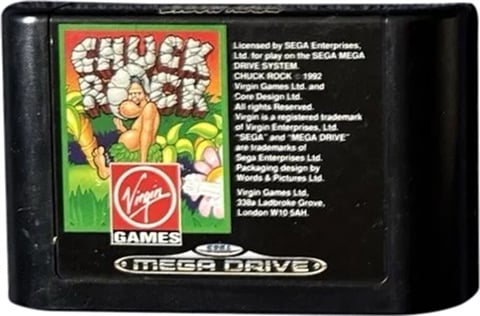 CHUCK
ROCK
Licensed by SEGA Enterprises,
Ltd. for play on the SEGA MEGA
DRIVE SYSTEM.
CHUCK ROCK © 1992
Virgin Games Ltd. and
Core Design Ltd.
All rights Reserved.
Virgin is a registered trademark
of Virgin Enterprises, Ltd.
"SEGA" and "MEGA DRIVE"
are trademarks of
Sega Enterprises Ltd.
Packaging design by
Words & Pictures Ltd.
Virgin Games Ltd,
338a Ladbroke Grove,
London W10 5AH.
Virgin
GAMES
SEGA
MEGA DRIVE